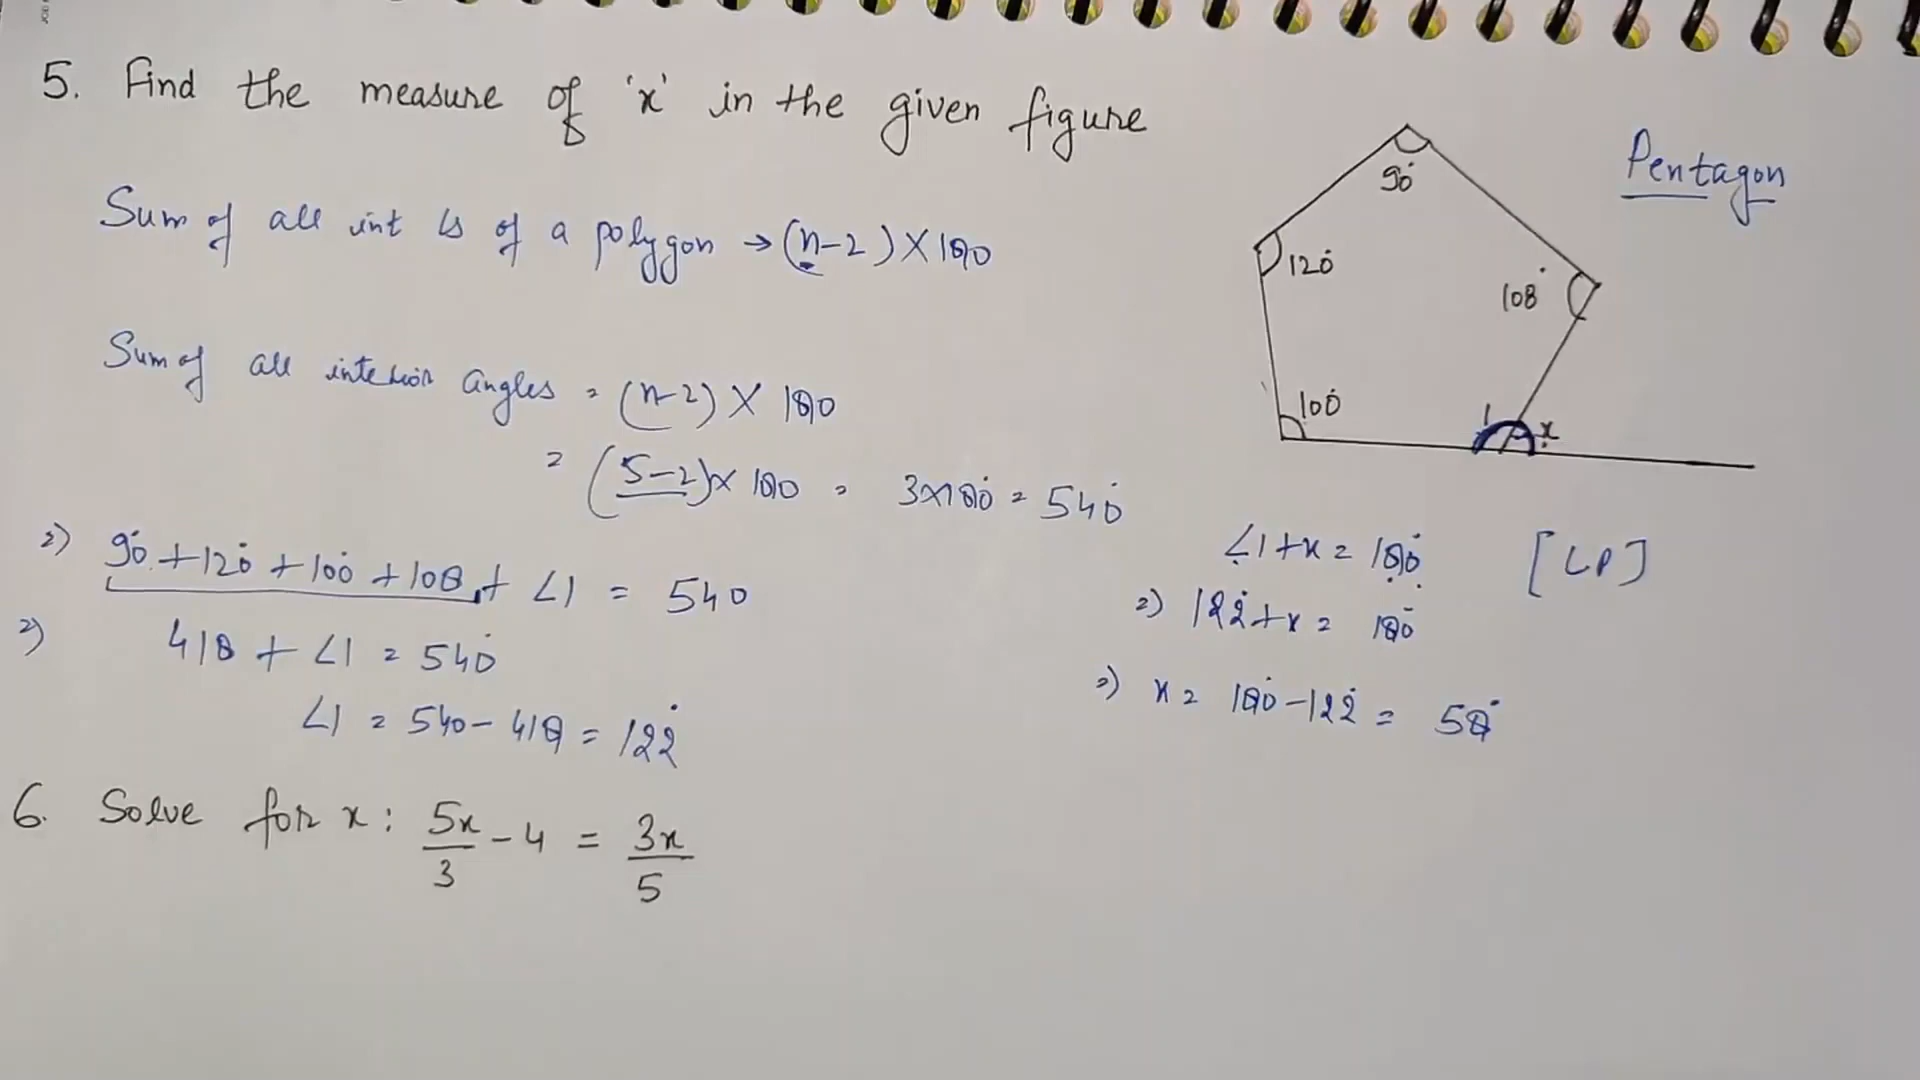 5. Find the measure of 'x' in the given figure
Sum of all int ∠s of a polygon → (n-2)×180
Sum of all interior angles = (n-2) × 180
= (5-2)× 180 = 3×180° = 540°
⇒) 90° + 120° + 100° + 108 + ∠1 = 540
⇒) 418 + ∠1 = 540°
∠1 = 540 - 418 = 122°
Pentagon
90°
120°
108°
100°
1
x
∠1 + x = 180° [LP]
⇒) 122° + x = 180°
⇒) x = 180° - 122° = 58°
6. Solve for x: 5x/3 - 4 = 3x/5